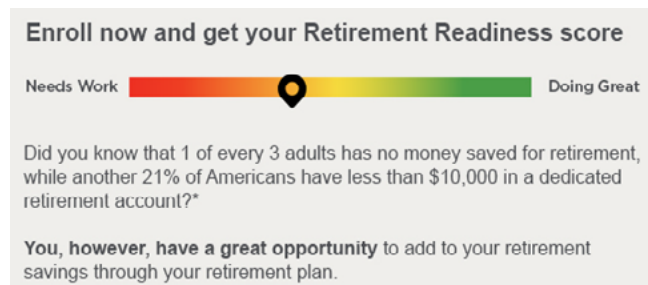 Enroll now and get your Retirement Readiness score
Needs Work Doing Great
Did you know that 1 of every 3 adults has no money saved for retirement,
while another 21% of Americans have less than $10,000 in a dedicated
retirement account?*
You, however, have a great opportunity to add to your retirement
savings through your retirement plan.